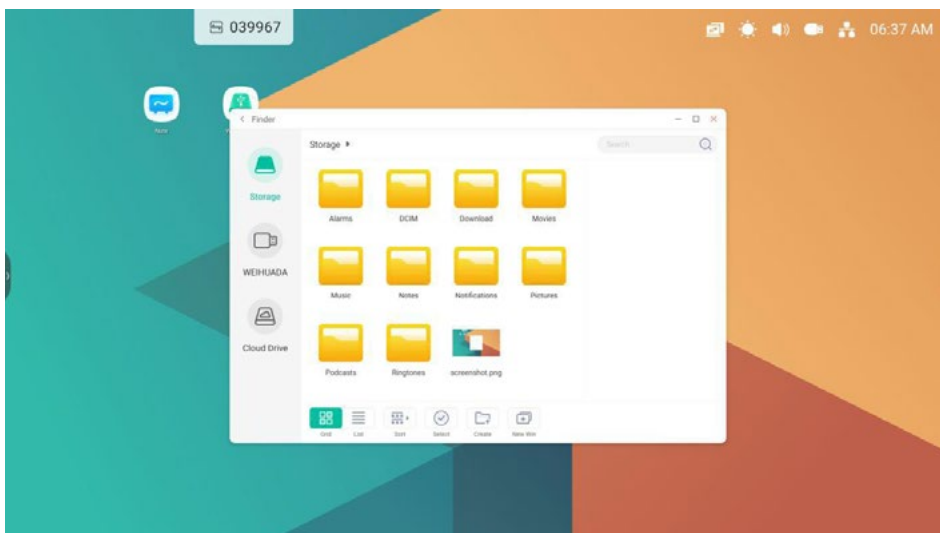 039967
06:37 AM
Note
Finder
Storage
Search
Storage
WEIHUADA
Cloud Drive
Alarms
DCIM
Download
Movies
Music
Notes
Notifications
Pictures
Podcasts
Ringtones
screenshot.png
Grid
List
Sort
Select
Create
New Win